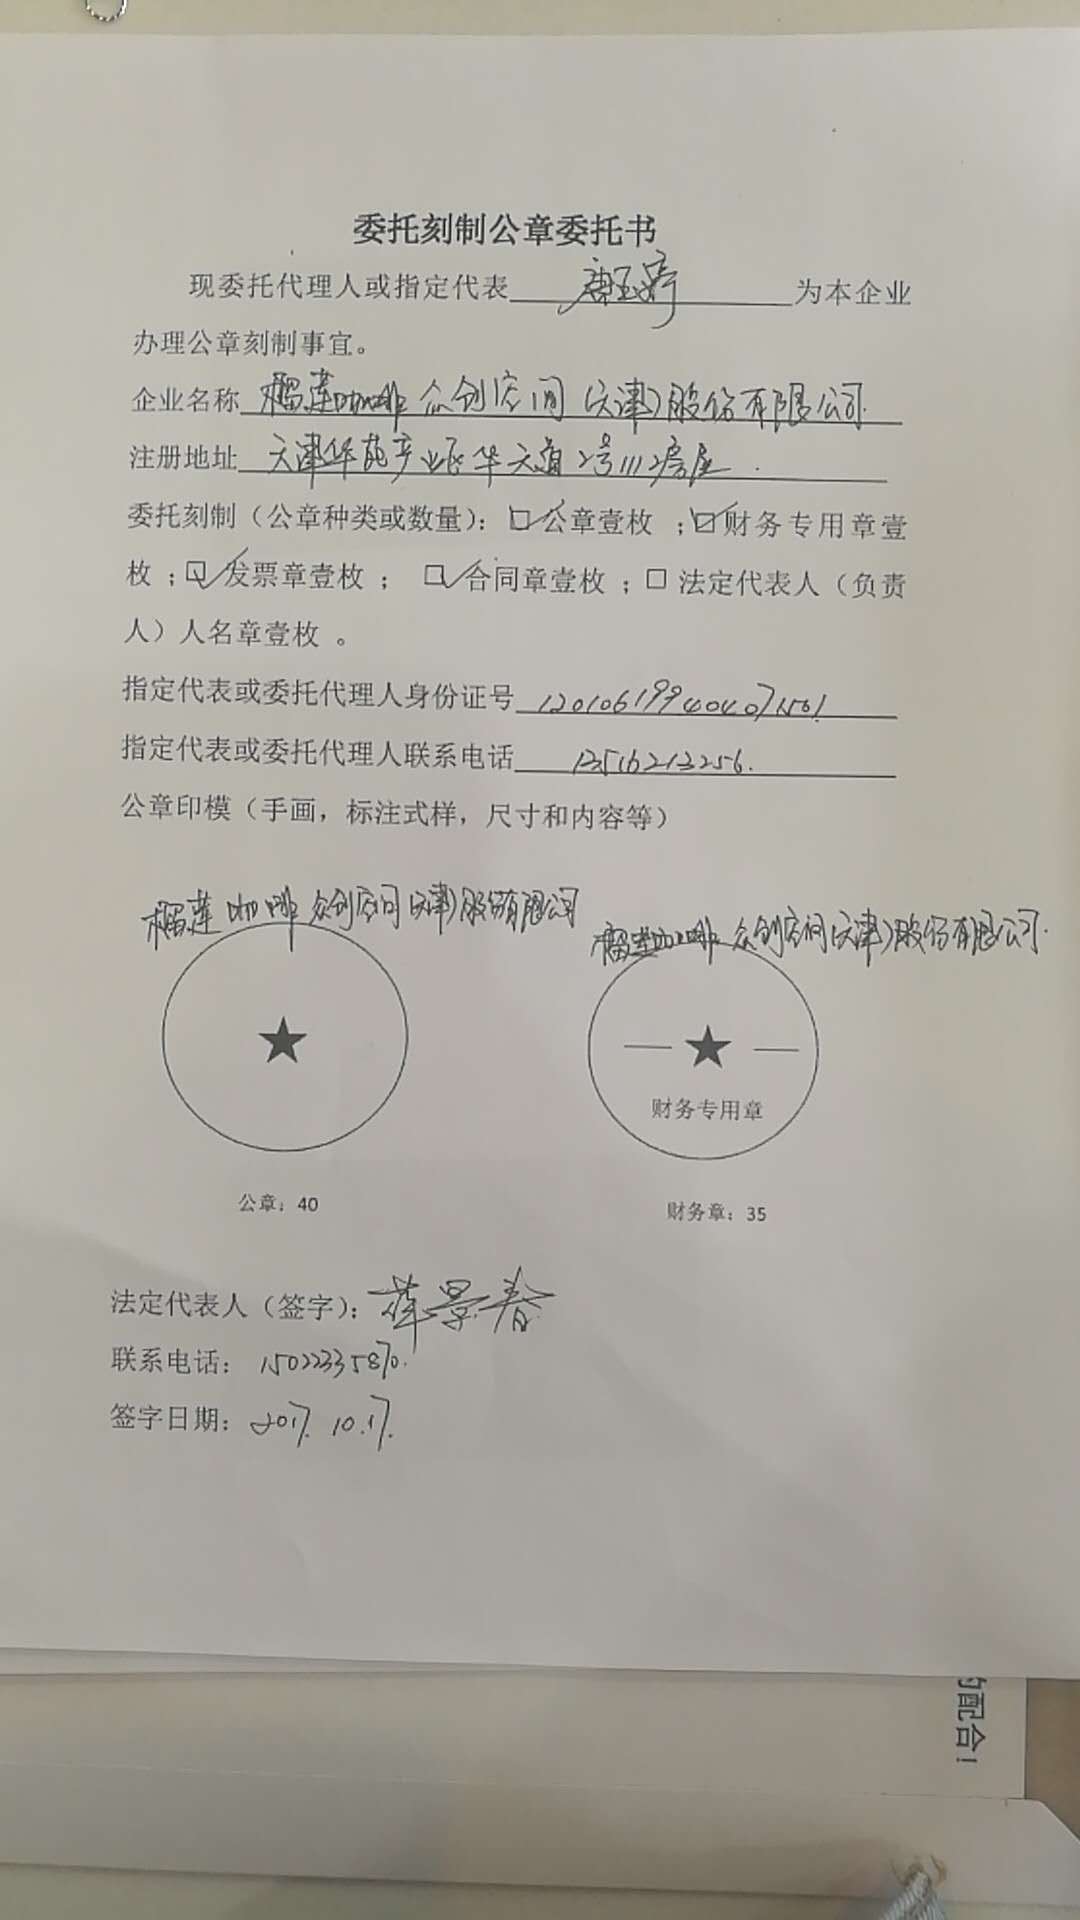 委托刻制公章委托书
现委托代理人或指定代表 唐玉婷 为本企业
办理公章刻制事宜。
企业名称 榴莲咖啡众创空间(天津)股份有限公司
注册地址 天津华苑产业区华天道2号1112房屋.
委托刻制（公章种类或数量）：☑公章壹枚 ；☑财务专用章壹
枚 ；☑发票章壹枚 ； ☑合同章壹枚 ；☐ 法定代表人（负责
人）人名章壹枚 。
指定代表或委托代理人身份证号
指定代表或委托代理人联系电话 13516213256.
公章印模（手画，标注式样，尺寸和内容等）
榴莲咖啡众创空间(天津)股份有限公司
榴莲咖啡众创空间(天津)股份有限公司.
财务专用章
公章：40
财务章：35
法定代表人（签字）：薛景春
联系电话：15022335870.
签字日期：2017. 10.17.
的配合！